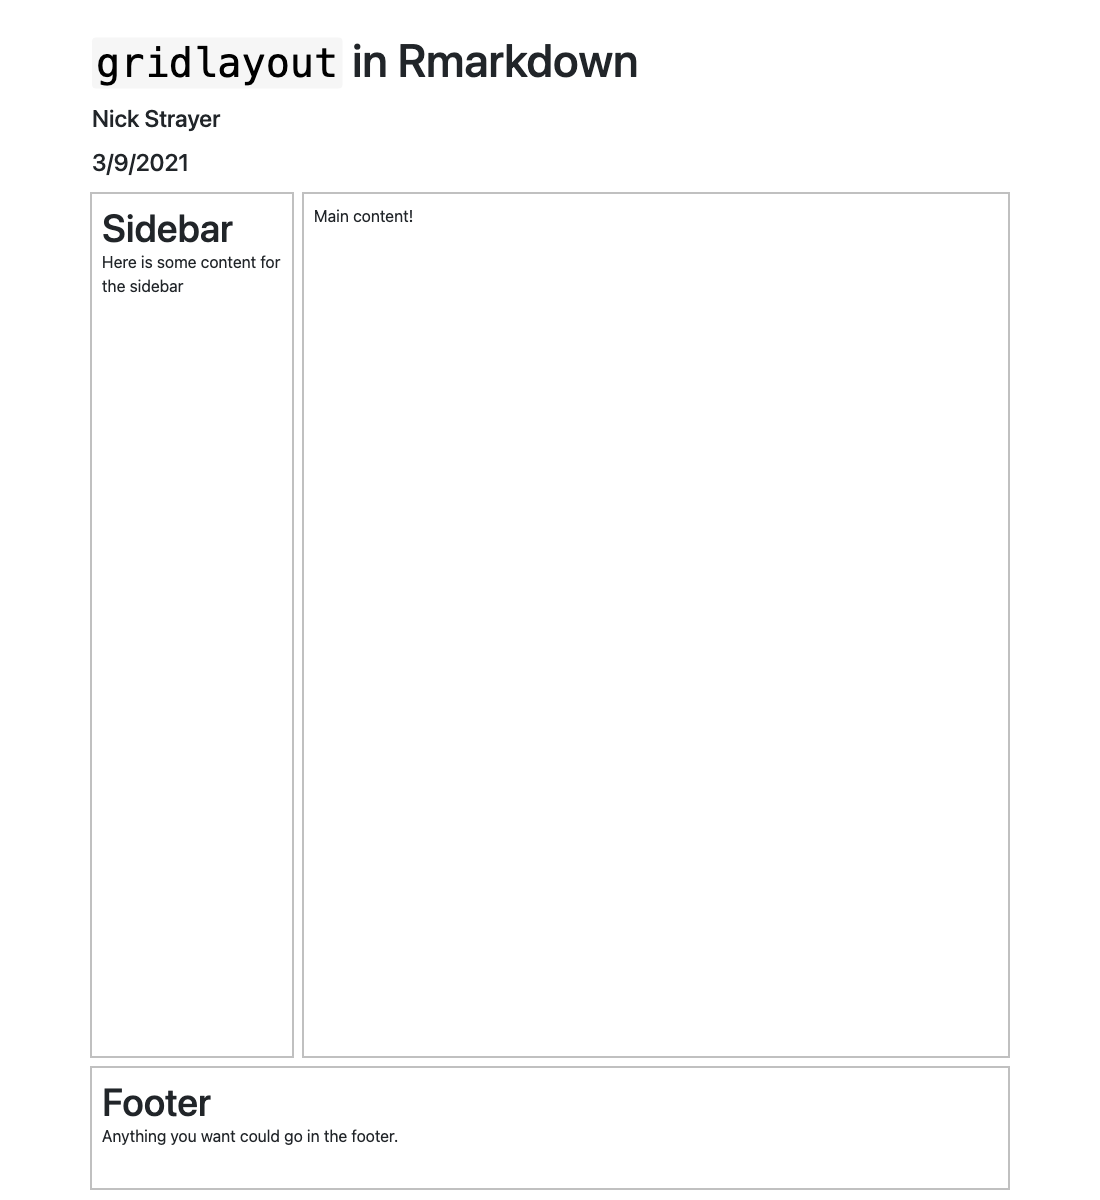 gridlayout in Rmarkdown
Nick Strayer
3/9/2021
Sidebar
Here is some content for
the sidebar
Main content!
Footer
Anything you want could go in the footer.